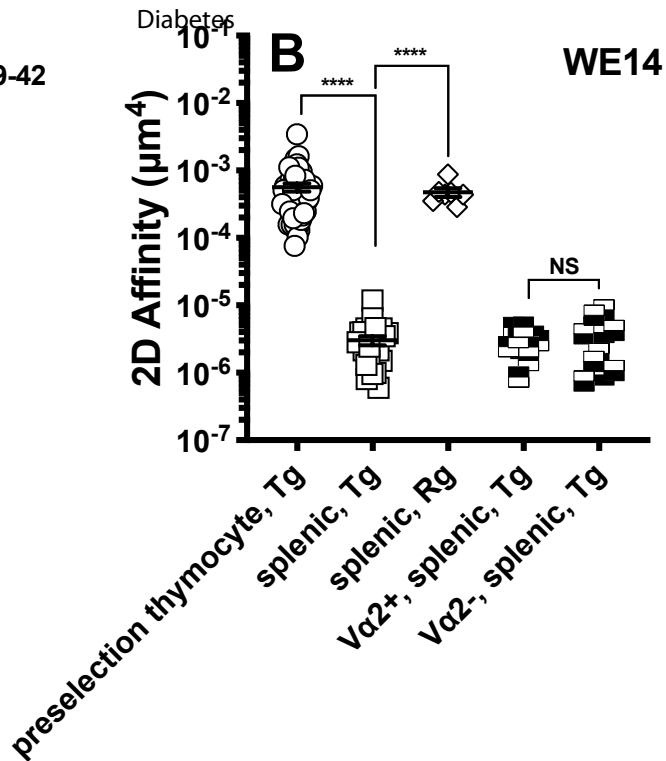 Diabetes
9-42
B
WE14
****
****
NS
2D Affinity (µm⁴)
10⁻¹
10⁻²
10⁻³
10⁻⁴
10⁻⁵
10⁻⁶
10⁻⁷
preselection thymocyte, Tg
splenic, Tg
splenic, Rg
Vα2+, splenic, Tg
Vα2-, splenic, Tg